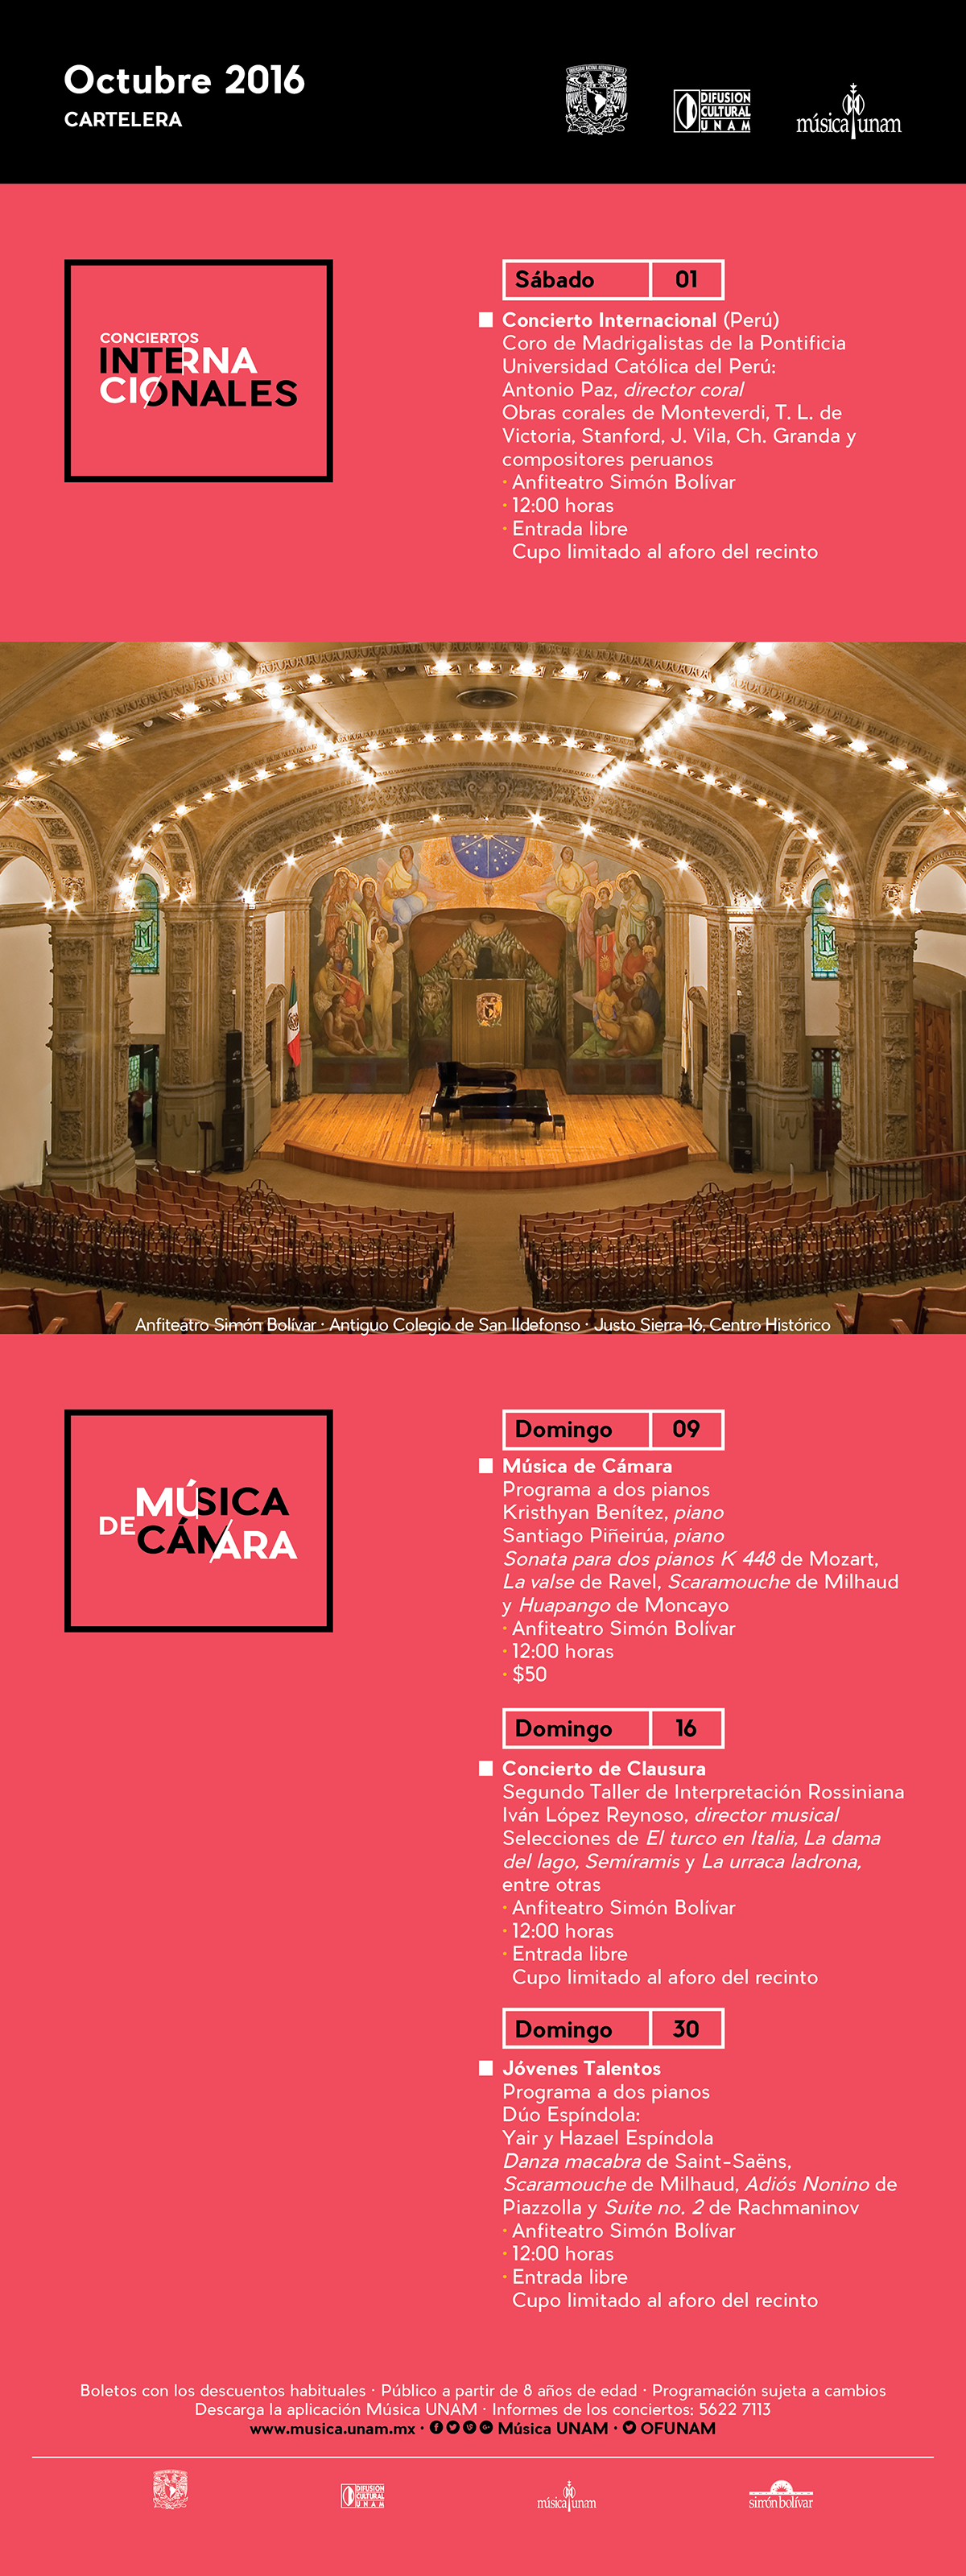 Octubre 2016
CARTELERA
DIFUSION
CULTURAL
UNAM
música unam
CONCIERTOS
INTERNA
CIONALES
Sábado 01
Concierto Internacional (Perú)
Coro de Madrigalistas de la Pontificia
Universidad Católica del Perú:
Antonio Paz, director coral
Obras corales de Monteverdi, T. L. de
Victoria, Stanford, J. Vila, Ch. Granda y
compositores peruanos
· Anfiteatro Simón Bolívar
· 12:00 horas
· Entrada libre
Cupo limitado al aforo del recinto
Anfiteatro Simón Bolívar · Antiguo Colegio de San Ildefonso · Justo Sierra 16, Centro Histórico
MÚSICA
DE CÁMARA
Domingo 09
Música de Cámara
Programa a dos pianos
Kristhyan Benítez, piano
Santiago Piñeirúa, piano
Sonata para dos pianos K 448 de Mozart,
La valse de Ravel, Scaramouche de Milhaud
y Huapango de Moncayo
· Anfiteatro Simón Bolívar
· 12:00 horas
· $50
Domingo 16
Concierto de Clausura
Segundo Taller de Interpretación Rossiniana
Iván López Reynoso, director musical
Selecciones de El turco en Italia, La dama
del lago, Semíramis y La urraca ladrona,
entre otras
· Anfiteatro Simón Bolívar
· 12:00 horas
· Entrada libre
Cupo limitado al aforo del recinto
Domingo 30
Jóvenes Talentos
Programa a dos pianos
Dúo Espíndola:
Yair y Hazael Espíndola
Danza macabra de Saint-Saëns,
Scaramouche de Milhaud, Adiós Nonino de
Piazzolla y Suite no. 2 de Rachmaninov
· Anfiteatro Simón Bolívar
· 12:00 horas
· Entrada libre
Cupo limitado al aforo del recinto
Boletos con los descuentos habituales · Público a partir de 8 años de edad · Programación sujeta a cambios
Descarga la aplicación Música UNAM · Informes de los conciertos: 5622 7113
www.musica.unam.mx · Música UNAM · OFUNAM
DIFUSION
CULTURAL
UNAM
música unam
simón bolívar